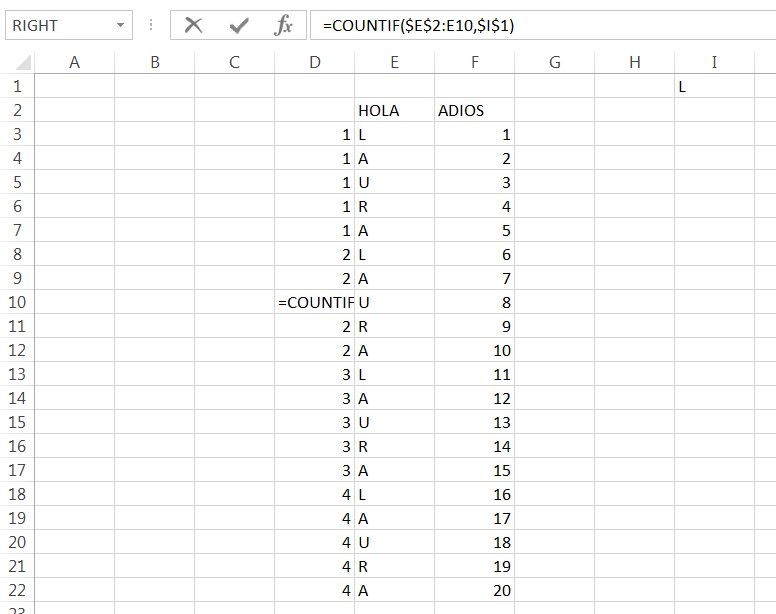 RIGHT =COUNTIF($E$2:E10,$I$1)
A B C D E F G H I
1 L
2 HOLA ADIOS
3 1 L 1
4 1 A 2
5 1 U 3
6 1 R 4
7 1 A 5
8 2 L 6
9 2 A 7
10 =COUNTIF U 8
11 2 R 9
12 2 A 10
13 3 L 11
14 3 A 12
15 3 U 13
16 3 R 14
17 3 A 15
18 4 L 16
19 4 A 17
20 4 U 18
21 4 R 19
22 4 A 20
23